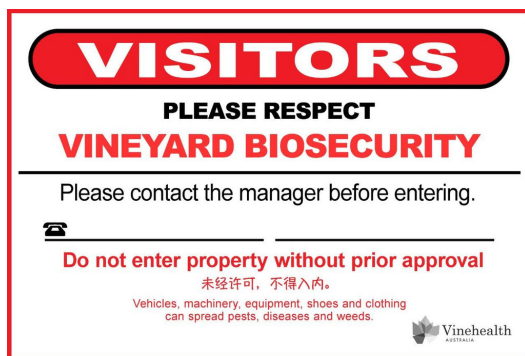 VISITORS
PLEASE RESPECT
VINEYARD BIOSECURITY
Please contact the manager before entering.
Do not enter property without prior approval
未经许可，不得入内。
Vehicles, machinery, equipment, shoes and clothing
can spread pests, diseases and weeds.
Vinehealth
AUSTRALIA